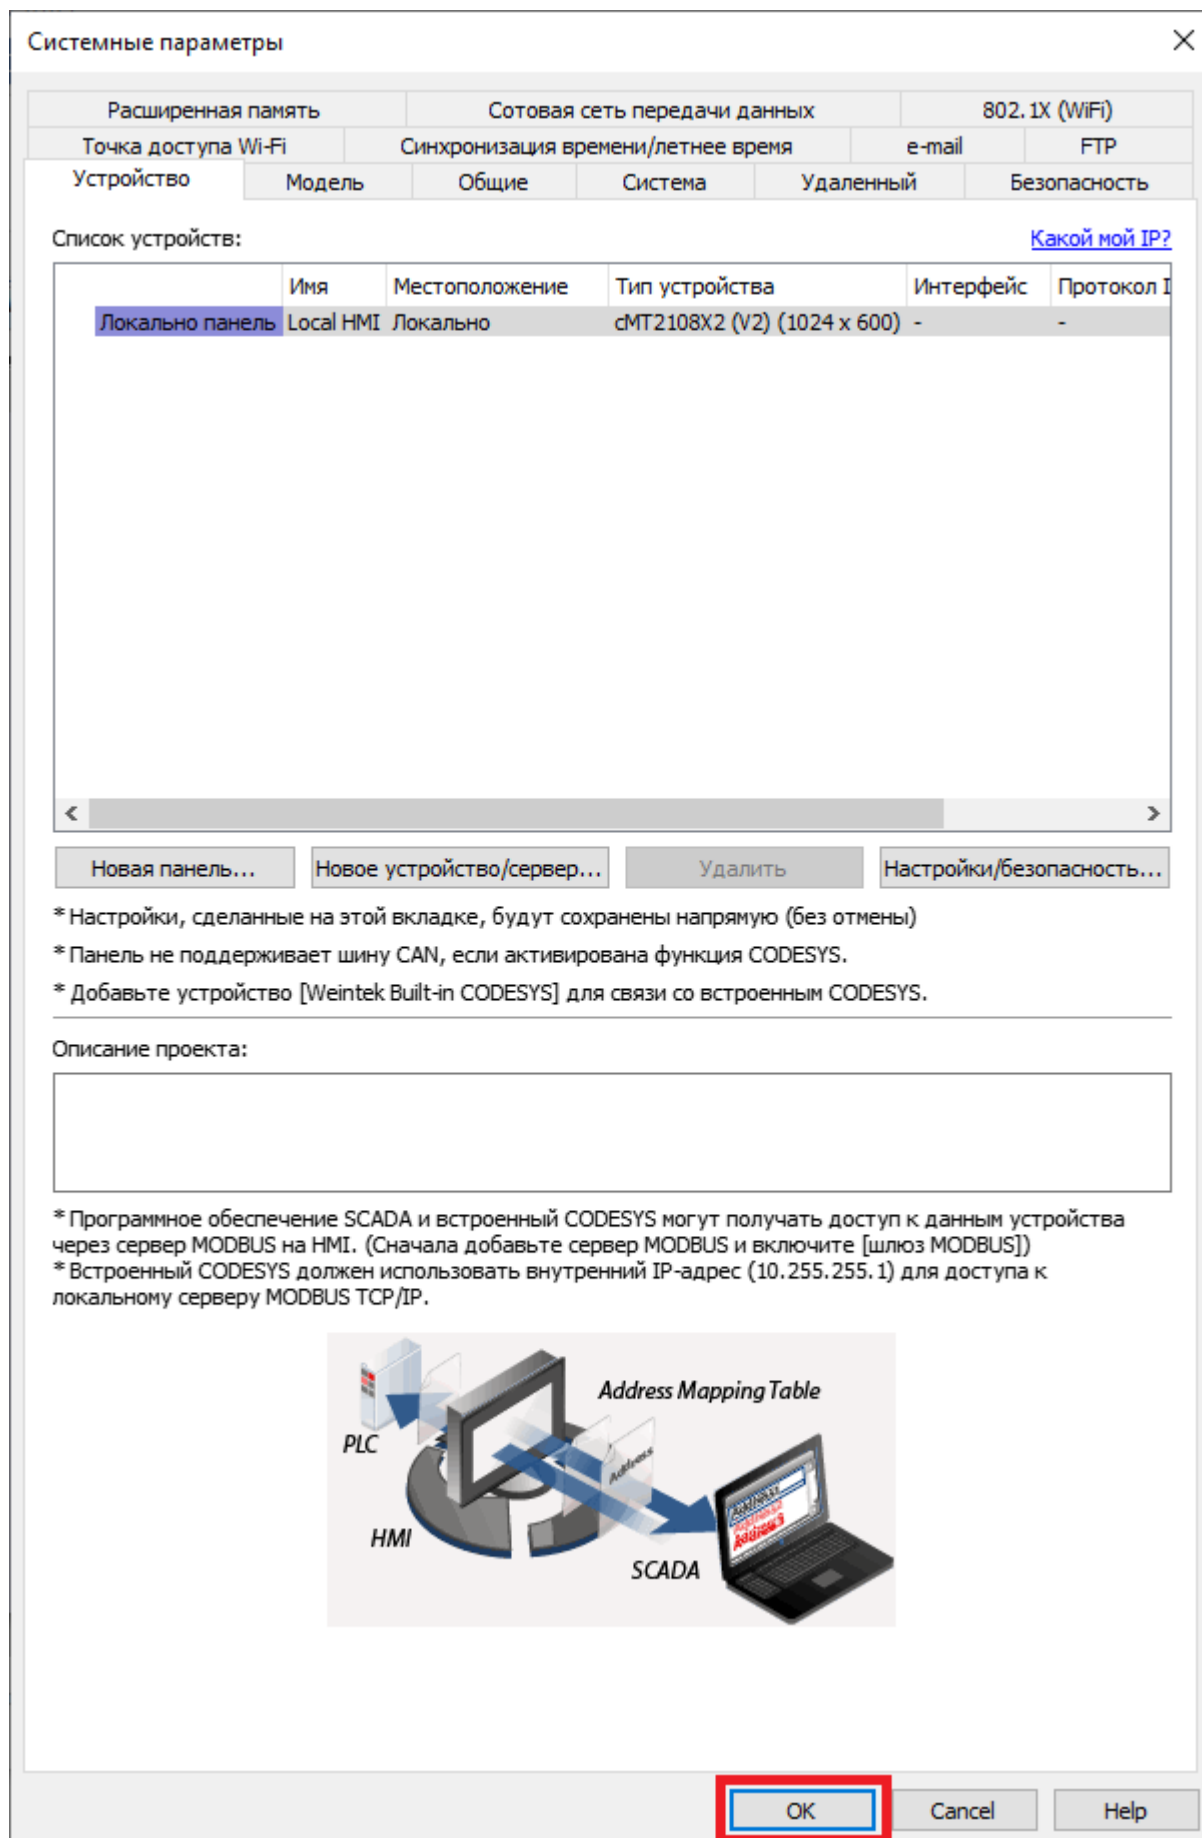 Системные параметры
Расширенная память Сотовая сеть передачи данных 802.1X (WiFi)
Точка доступа Wi-Fi Синхронизация времени/летнее время e-mail FTP
Устройство Модель Общие Система Удаленный Безопасность
Список устройств: Какой мой IP?
Имя Местоположение Тип устройства Интерфейс Протокол I
Локально панель Local HMI Локально cMT2108X2 (V2) (1024 x 600) - -
Новая панель... Новое устройство/сервер... Удалить Настройки/безопасность...
* Настройки, сделанные на этой вкладке, будут сохранены напрямую (без отмены)
* Панель не поддерживает шину CAN, если активирована функция CODESYS.
* Добавьте устройство [Weintek Built-in CODESYS] для связи со встроенным CODESYS.
Описание проекта:
* Программное обеспечение SCADA и встроенный CODESYS могут получать доступ к данным устройства
через сервер MODBUS на HMI. (Сначала добавьте сервер MODBUS и включите [шлюз MODBUS])
* Встроенный CODESYS должен использовать внутренний IP-адрес (10.255.255.1) для доступа к
локальному серверу MODBUS TCP/IP.
Address Mapping Table
PLC
Address
HMI
Address1
Address2
Address3
SCADA
OK Cancel Help